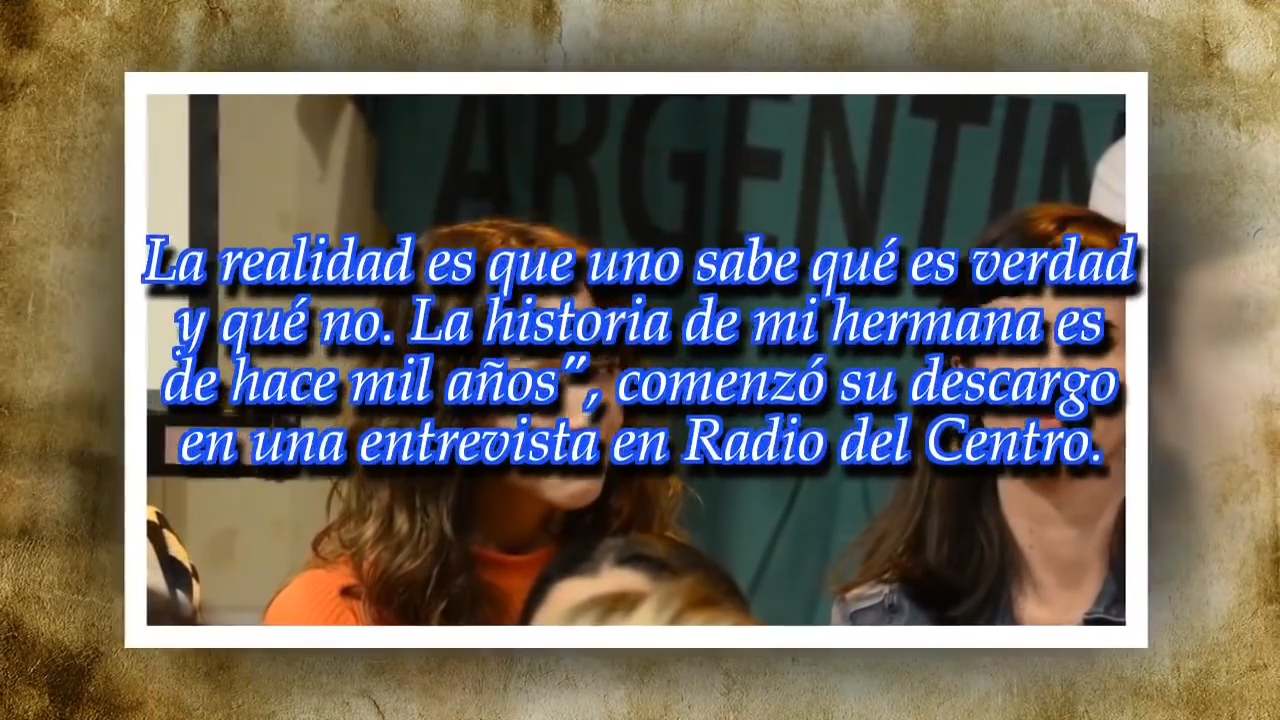 ARGENTIN
La realidad es que uno sabe qué es verdad
y qué no. La historia de mi hermana es
de hace mil años”, comenzó su descargo
en una entrevista en Radio del Centro.